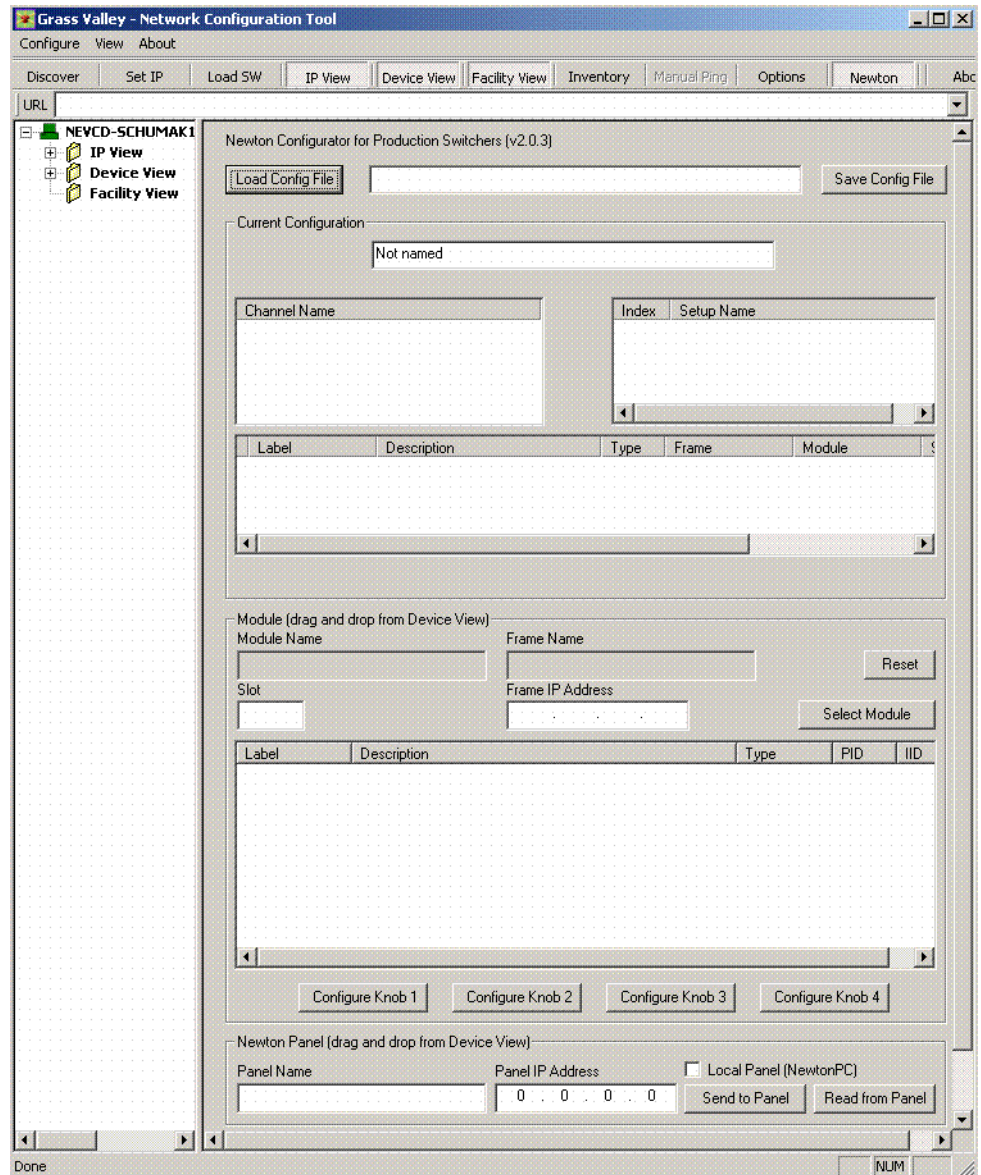 Grass Valley - Network Configuration Tool
Configure View About
Discover Set IP Load SW IP View Device View Facility View Inventory Manual Ping Options Newton Abc
URL
NEVCD-SCHUMAK1
IP View
Device View
Facility View
Newton Configurator for Production Switchers (v2.0.3)
Load Config File Save Config File
Current Configuration
Not named
Channel Name Index Setup Name
Label Description Type Frame Module
Module (drag and drop from Device View)
Module Name Frame Name
Reset
Slot Frame IP Address
Select Module
Label Description Type PID IID
Configure Knob 1 Configure Knob 2 Configure Knob 3 Configure Knob 4
Newton Panel (drag and drop from Device View)
Panel Name Panel IP Address Local Panel (NewtonPC)
0 . 0 . 0 . 0 Send to Panel Read from Panel
Done NUM